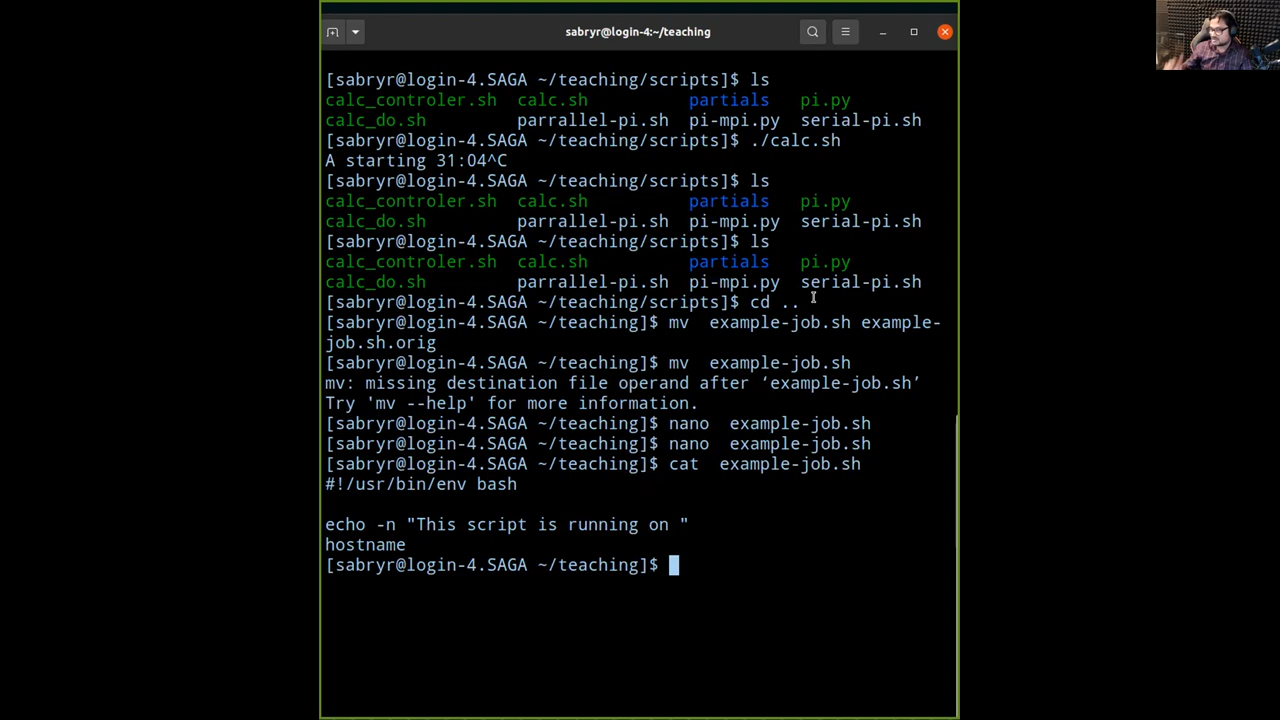 sabryr@login-4:~/teaching
[sabryr@login-4.SAGA ~/teaching/scripts]$ ls
calc_controler.sh calc.sh partials pi.py
calc_do.sh parrallel-pi.sh pi-mpi.py serial-pi.sh
[sabryr@login-4.SAGA ~/teaching/scripts]$ ./calc.sh
A starting 31:04^C
[sabryr@login-4.SAGA ~/teaching/scripts]$ ls
calc_controler.sh calc.sh partials pi.py
calc_do.sh parrallel-pi.sh pi-mpi.py serial-pi.sh
[sabryr@login-4.SAGA ~/teaching/scripts]$ ls
calc_controler.sh calc.sh partials pi.py
calc_do.sh parrallel-pi.sh pi-mpi.py serial-pi.sh
[sabryr@login-4.SAGA ~/teaching/scripts]$ cd ..
[sabryr@login-4.SAGA ~/teaching]$ mv  example-job.sh example-
job.sh.orig
[sabryr@login-4.SAGA ~/teaching]$ mv  example-job.sh
mv: missing destination file operand after ‘example-job.sh’
Try 'mv --help' for more information.
[sabryr@login-4.SAGA ~/teaching]$ nano  example-job.sh
[sabryr@login-4.SAGA ~/teaching]$ nano  example-job.sh
[sabryr@login-4.SAGA ~/teaching]$ cat  example-job.sh
#!/usr/bin/env bash
echo -n "This script is running on "
hostname
[sabryr@login-4.SAGA ~/teaching]$